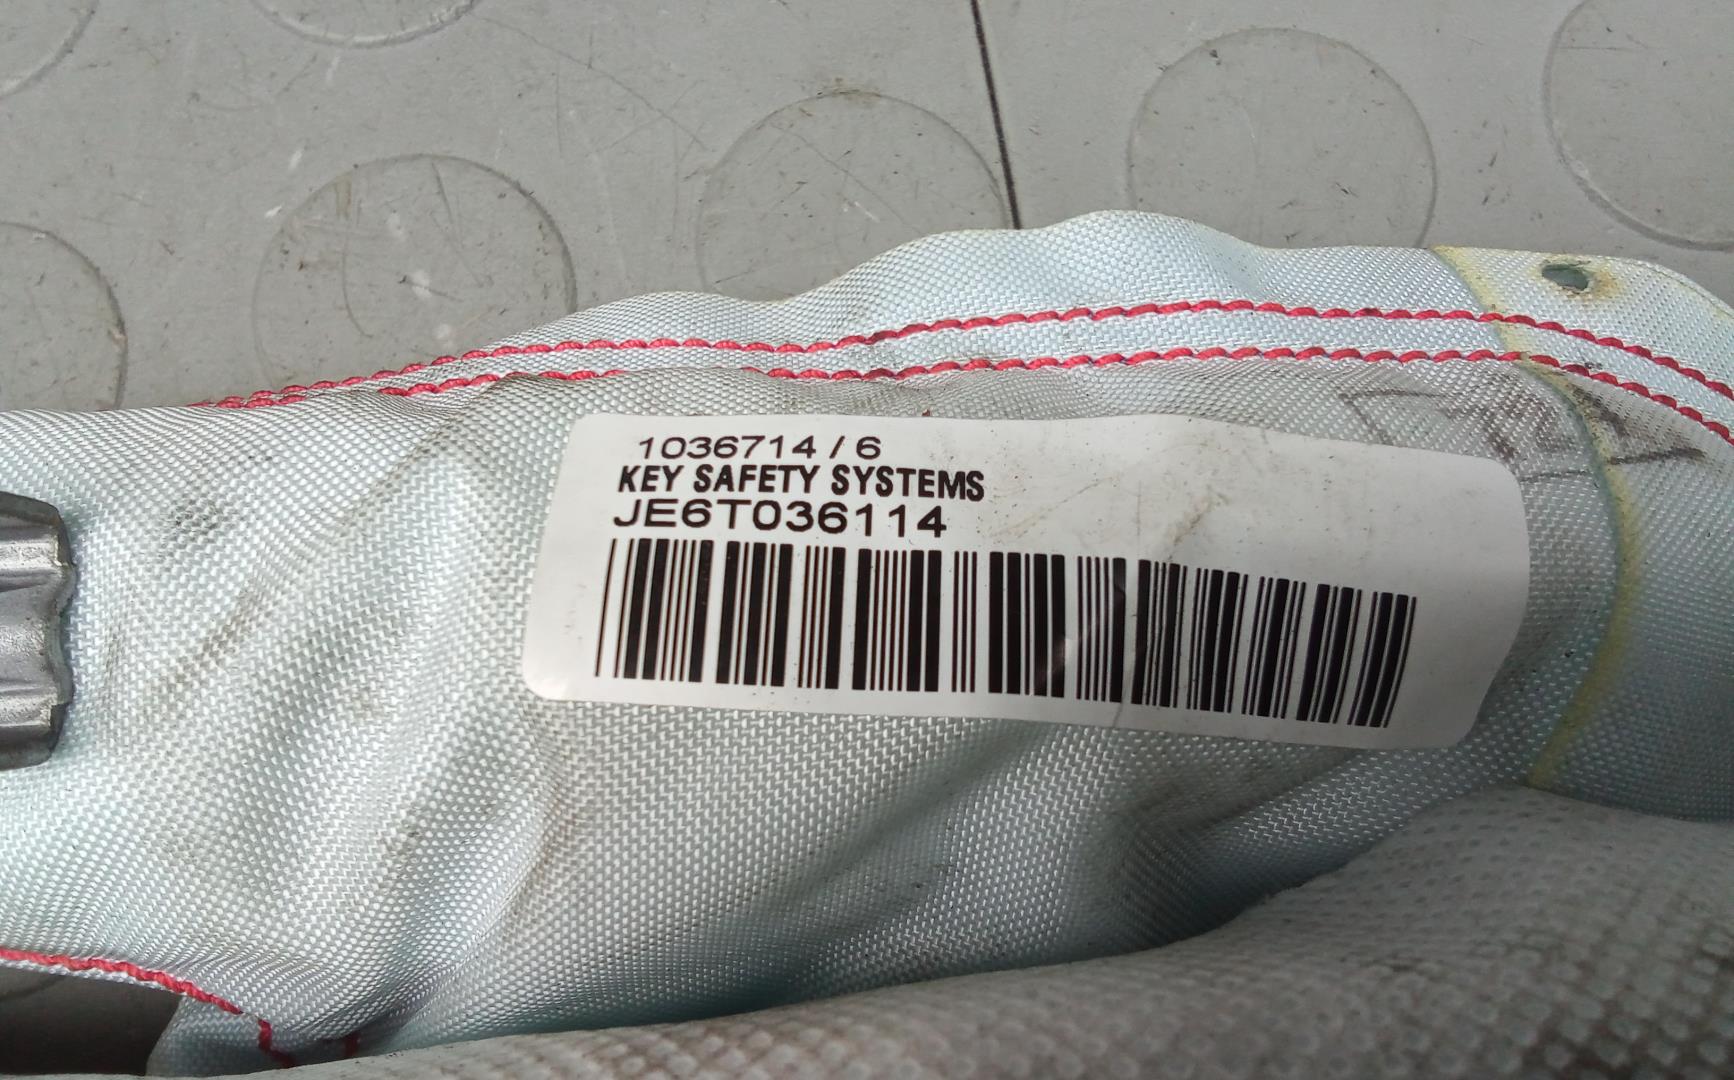 1036714 / 6
KEY SAFETY SYSTEMS
JE6T036114